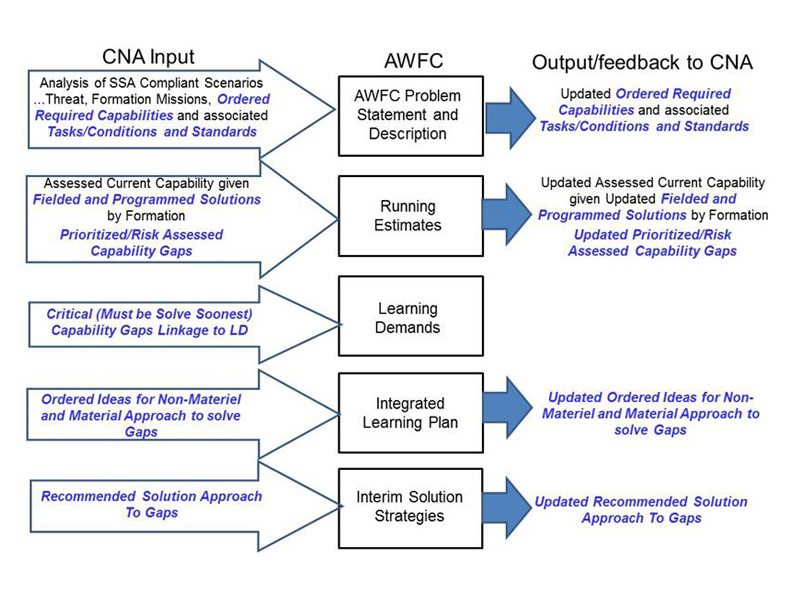 CNA Input
AWFC
Output/feedback to CNA
Analysis of SSA Compliant Scenarios
...Threat, Formation Missions, Ordered
Required Capabilities and associated
Tasks/Conditions and Standards
AWFC Problem
Statement and
Description
Updated Ordered Required
Capabilities and associated
Tasks/Conditions and Standards
Assessed Current Capability given
Fielded and Programmed Solutions
by Formation
Prioritized/Risk Assessed
Capability Gaps
Running
Estimates
Updated Assessed Current Capability
given Updated Fielded and
Programmed Solutions by Formation
Updated Prioritized/Risk
Assessed Capability Gaps
Critical (Must be Solve Soonest)
Capability Gaps Linkage to LD
Learning
Demands
Ordered Ideas for Non-Materiel
and Material Approach to solve
Gaps
Integrated
Learning Plan
Updated Ordered Ideas for Non-
Materiel and Material Approach to
solve Gaps
Recommended Solution Approach
To Gaps
Interim Solution
Strategies
Updated Recommended Solution
Approach To Gaps